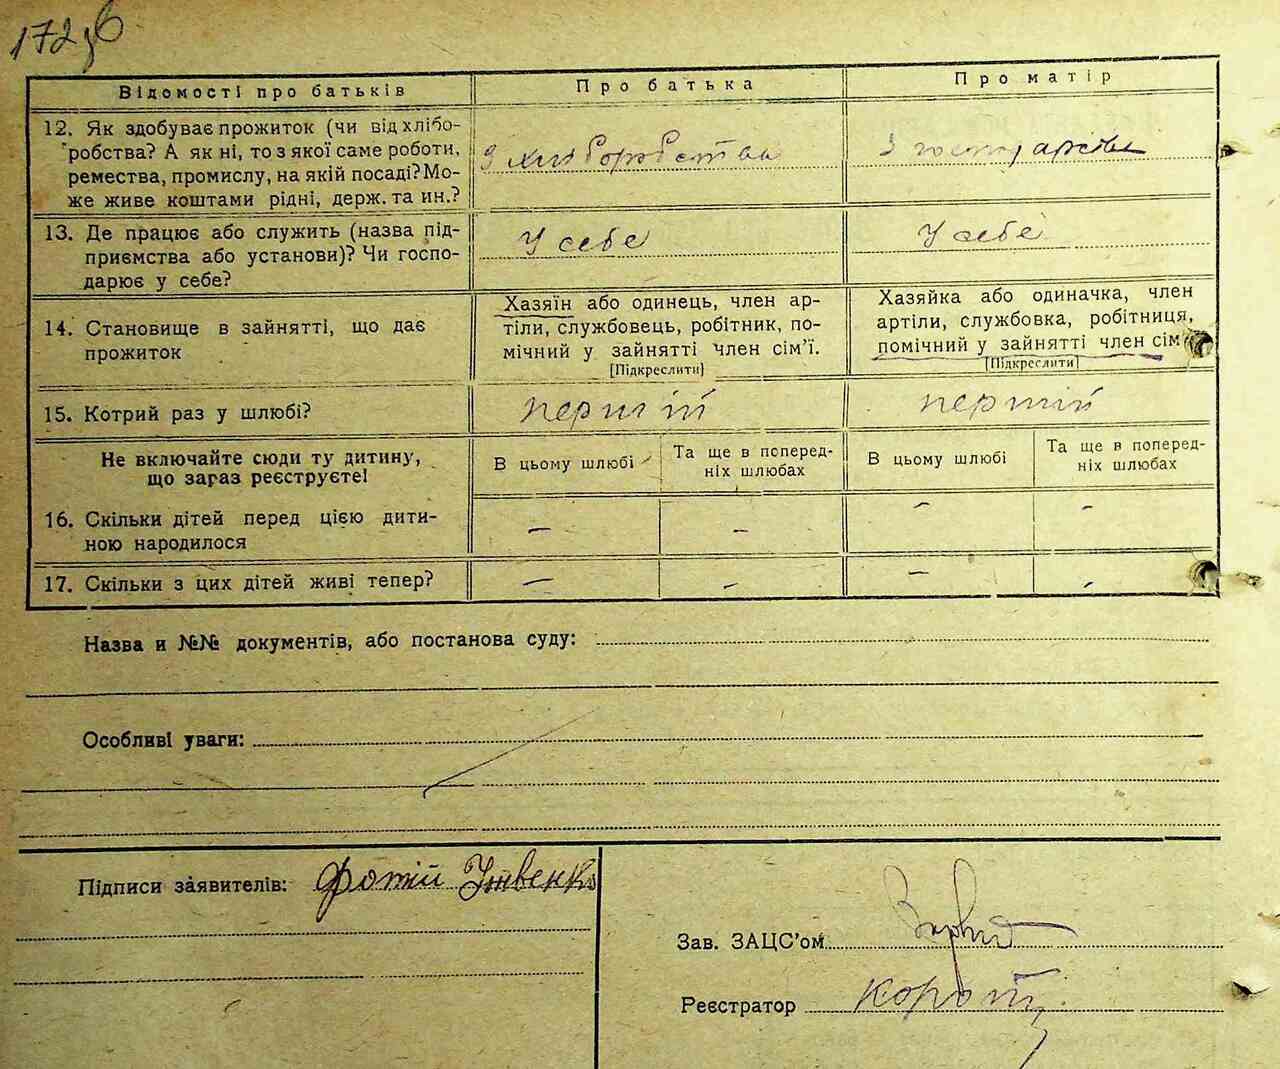 172
Відомості про батьків
Про батька
Про матір
12. Як здобуває прожиток (чи від хлібо-
робства? А як ні, то з якої саме роботи,
ремества, промислу, на якій посаді? Мо-
же живе коштами рідні, держ. та ин.?
З хліборобства
З господарства
13. Де працює або служить (назва під-
приємства або установи)? Чи госпо-
дарює у себе?
У себе
У себе
14. Становище в зайнятті, що дає
прожиток
Хазяїн або одинець, член ар-
тіли, службовець, робітник, по-
мічний у зайнятті член сім'ї.
[Підкреслити]
Хазяйка або одиначка, член
артіли, службовка, робітниця,
помічний у зайнятті член сім
[Підкреслити]
15. Котрий раз у шлюбі?
перший
перший
Не включайте сюди ту дитину,
що зараз реєструєте!
В цьому шлюбі
Та ще в поперед-
ніх шлюбах
В цьому шлюбі
Та ще в поперед-
ніх шлюбах
16. Скільки дітей перед цією дити-
ною народилося
–
–
–
–
17. Скільки з цих дітей живі тепер?
–
–
–
–
Назва и №№ документів, або постанова суду:
Особливі уваги:
Підписи заявителів: Фотій
Зав. ЗАЦС'ом
Реєстратор